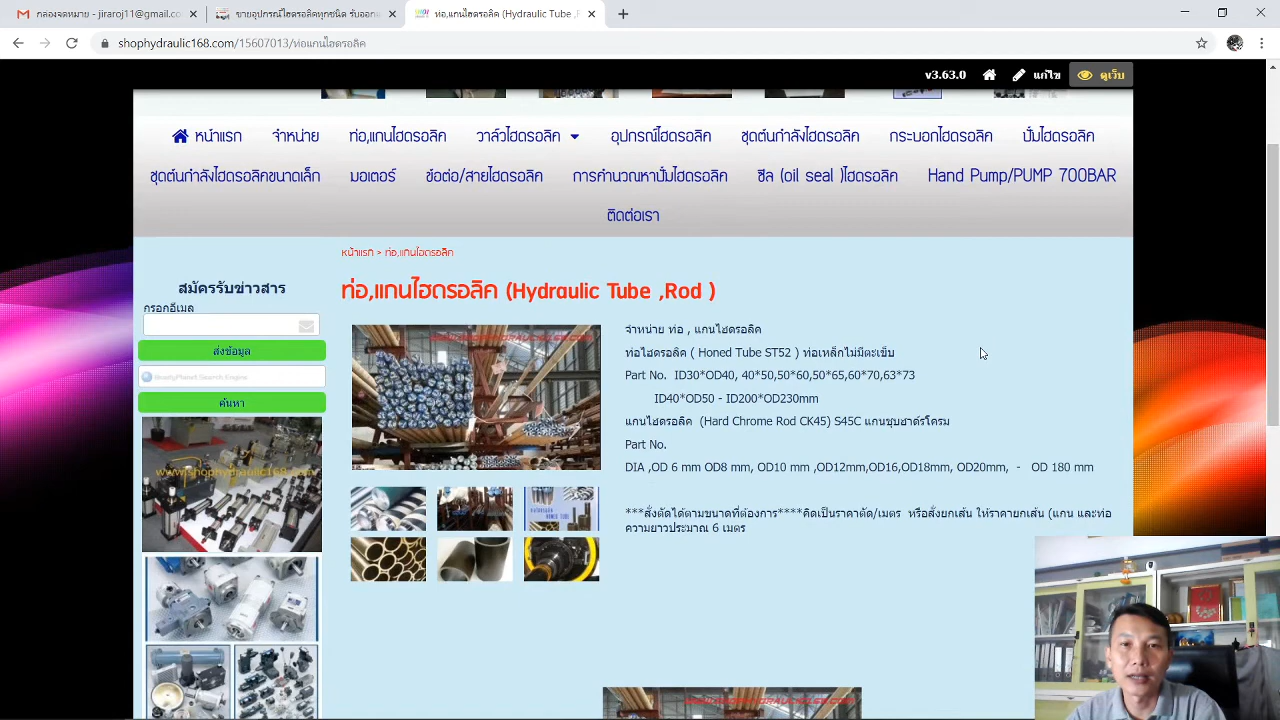 กล่องจดหมาย - jiraroj11@gmail.com
ขายอุปกรณ์ไฮดรอลิคทุกชนิด รับออก
ท่อ,แกนไฮดรอลิค (Hydraulic Tube ,R
shophydraulic168.com/15607013/ท่อแกนไฮดรอลิค
v3.63.0 แก้ไข ดูเว็บ
หน้าแรก จำหน่าย ท่อ,แกนไฮดรอลิค วาล์วไฮดรอลิค อุปกรณ์ไฮดรอลิค ชุดต้นกำลังไฮดรอลิค กระบอกไฮดรอลิค ปั๊มไฮดรอลิค
ชุดต้นกำลังไฮดรอลิคขนาดเล็ก มอเตอร์ ข้อต่อ/สายไฮดรอลิค การคำนวณหาปั๊มไฮดรอลิค ซีล (oil seal )ไฮดรอลิค Hand Pump/PUMP 700BAR
ติดต่อเรา
หน้าแรก > ท่อ,แกนไฮดรอลิค
สมัครรับข่าวสาร
กรอกอีเมล
ส่งข้อมูล
ReadyPlanet Search Engine
ค้นหา
www.shophydraulic168.com
ท่อ,แกนไฮดรอลิค (Hydraulic Tube ,Rod )
จำหน่าย ท่อ , แกนไฮดรอลิค
ท่อไฮดรอลิค ( Honed Tube ST52 ) ท่อเหล็กไม่มีตะเข็บ
Part No. ID30*OD40, 40*50,50*60,50*65,60*70,63*73
ID40*OD50 - ID200*OD230mm
แกนไฮดรอลิค (Hard Chrome Rod CK45) S45C แกนชุบฮาร์ดโครม
Part No.
DIA ,OD 6 mm OD8 mm, OD10 mm ,OD12mm,OD16,OD18mm, OD20mm, - OD 180 mm
***สั่งตัดได้ตามขนาดที่ต้องการ****คิดเป็นราคาตัด/เมตร หรือสั่งยกเส้น ให้ราคายกเส้น (แกน และท่อ
ความยาวประมาณ 6 เมตร